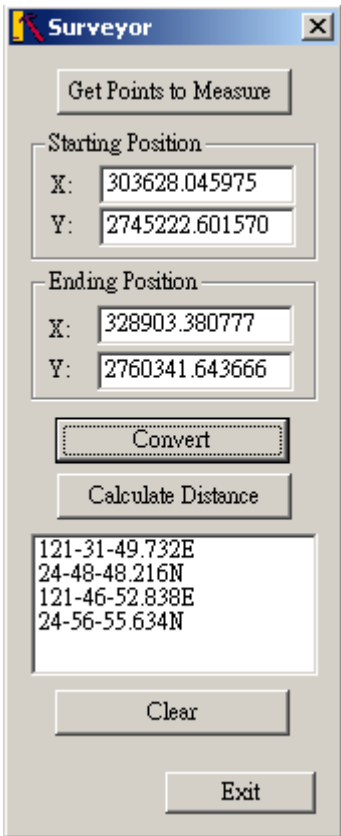 Surveyor
Get Points to Measure
Starting Position
X: 303628.045975
Y: 2745222.601570
Ending Position
X: 328903.380777
Y: 2760341.643666
Convert
Calculate Distance
121-31-49.732E
24-48-48.216N
121-46-52.838E
24-56-55.634N
Clear
Exit